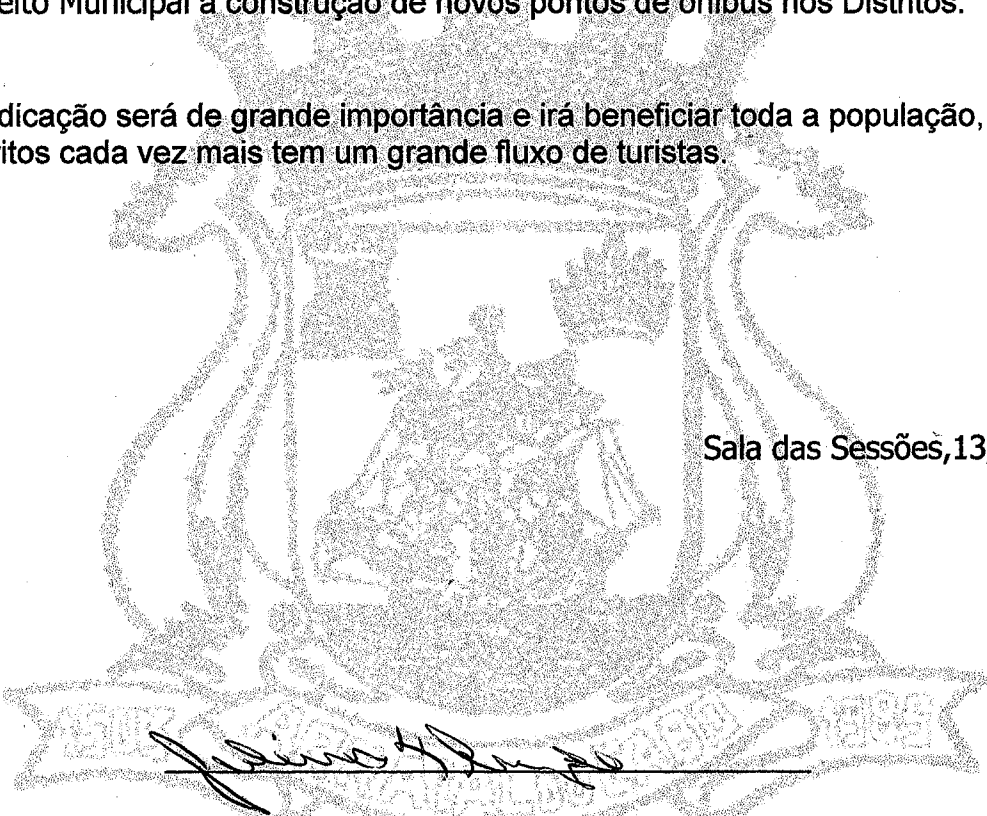 eito Municipal a construção de novos pontos de ônibus nos Distritos.
dicação será de grande importância e irá beneficiar toda a população,
itos cada vez mais tem um grande fluxo de turistas.
Sala das Sessões,13